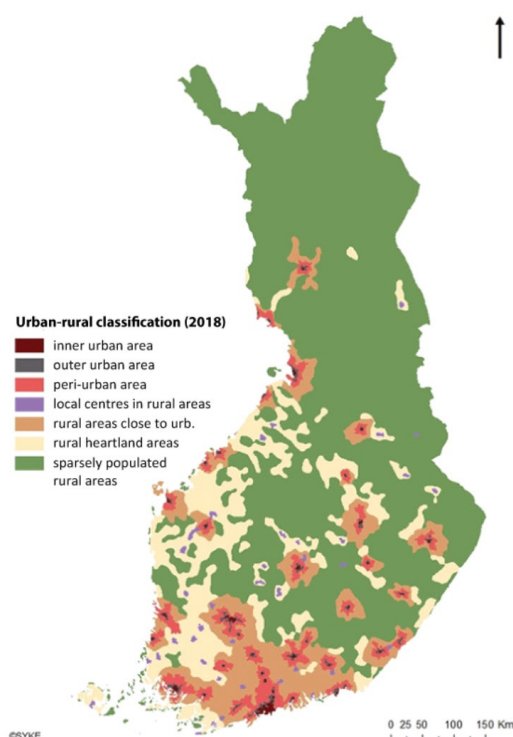 Urban-rural classification (2018)
inner urban area
outer urban area
peri-urban area
local centres in rural areas
rural areas close to urb.
rural heartland areas
sparsely populated
rural areas
0 25 50 100 150 Km
©SYKE